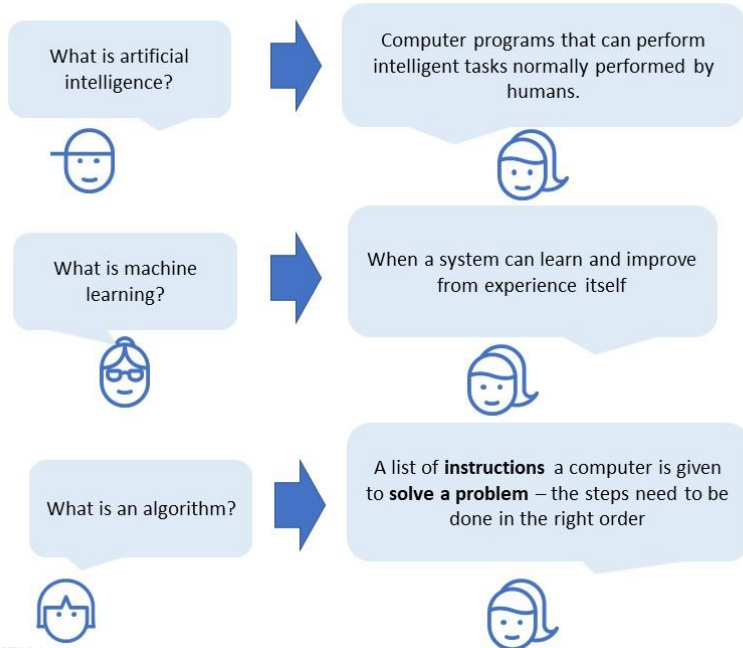 What is artificial
intelligence?
Computer programs that can perform
intelligent tasks normally performed by
humans.
What is machine
learning?
When a system can learn and improve
from experience itself
What is an algorithm?
A list of instructions a computer is given
to solve a problem – the steps need to be
done in the right order